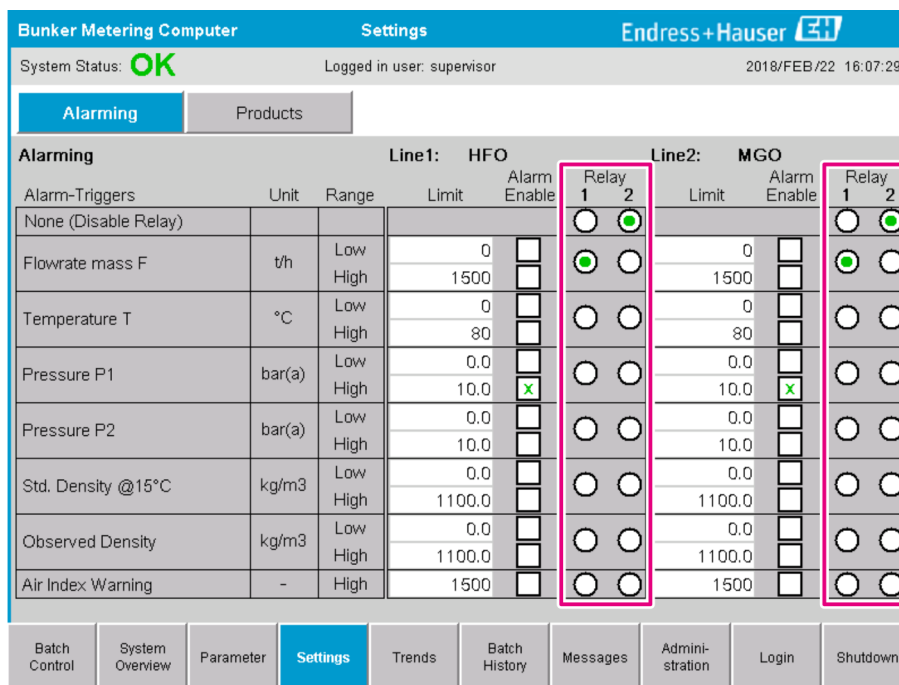 Bunker Metering Computer Settings Endress+Hauser EH
System Status: OK Logged in user: supervisor 2018/FEB/22 16:07:29
Alarming Products
Alarming Line1: HFO Line2: MGO
Alarm Relay Alarm Relay
Alarm-Triggers Unit Range Limit Enable 1 2 Limit Enable 1 2
None (Disable Relay)
Flowrate mass F t/h Low 0 0
High 1500 1500
Temperature T °C Low 0 0
High 80 80
Pressure P1 bar(a) Low 0.0 0.0
High 10.0 x 10.0 x
Pressure P2 bar(a) Low 0.0 0.0
High 10.0 10.0
Std. Density @15°C kg/m3 Low 0.0 0.0
High 1100.0 1100.0
Observed Density kg/m3 Low 0.0 0.0
High 1100.0 1100.0
Air Index Warning - High 1500 1500
Batch Control System Overview Parameter Settings Trends Batch History Messages Admini-stration Login Shutdown